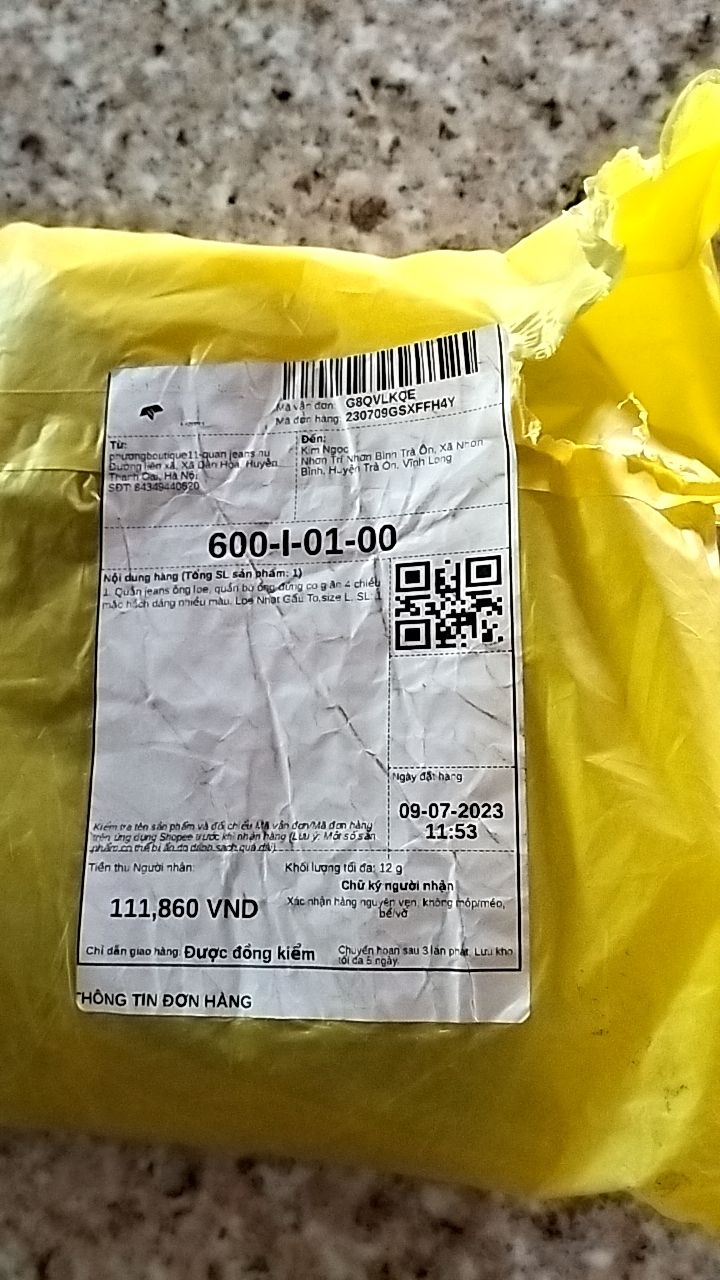 Mã vận đơn: G8QVLKQE
Mã đơn hàng: 230709GSXFFH4Y
Từ:
phuongboutique11-quan jeans nu
Đường liên xã, Xã Dân Hòa, Huyện
Thanh Oai, Hà Nội
SĐT: 84349440620
Đến:
Kim Ngọc
Nhơn Trí Nhơn Bình Trà Ôn, Xã Nhơn
Bình, Huyện Trà Ôn, Vĩnh Long
600-I-01-00
Nội dung hàng (Tổng SL sản phẩm: 1)
1. Quần jeans ống loe, quần bò ống đứng co giãn 4 chiều
mặc hách dáng nhiều màu, Loe Nhạt Gấu To,size L, SL: 1
Ngày đặt hàng
09-07-2023
11:53
Kiểm tra tên sản phẩm và đối chiếu Mã vận đơn/Mã đơn hàng
trên ứng dụng Shopee trước khi nhận hàng (Lưu ý: Một số sản
phẩm có thể bị ẩn do danh sách quá dài).
Tiền thu Người nhận:
111,860 VND
Khối lượng tối đa: 12 g
Chữ ký người nhận
Xác nhận hàng nguyên vẹn, không móp/méo,
bể/vỡ
Chỉ dẫn giao hàng: Được đồng kiểm
Chuyển hoàn sau 3 lần phát. Lưu kho
tối đa 5 ngày.
THÔNG TIN ĐƠN HÀNG